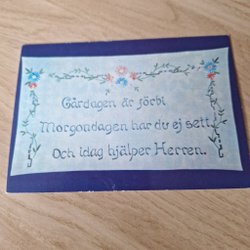 Gårdagen är förbi
Morgondagen har du ej sett.
Och idag hjälper Herren.